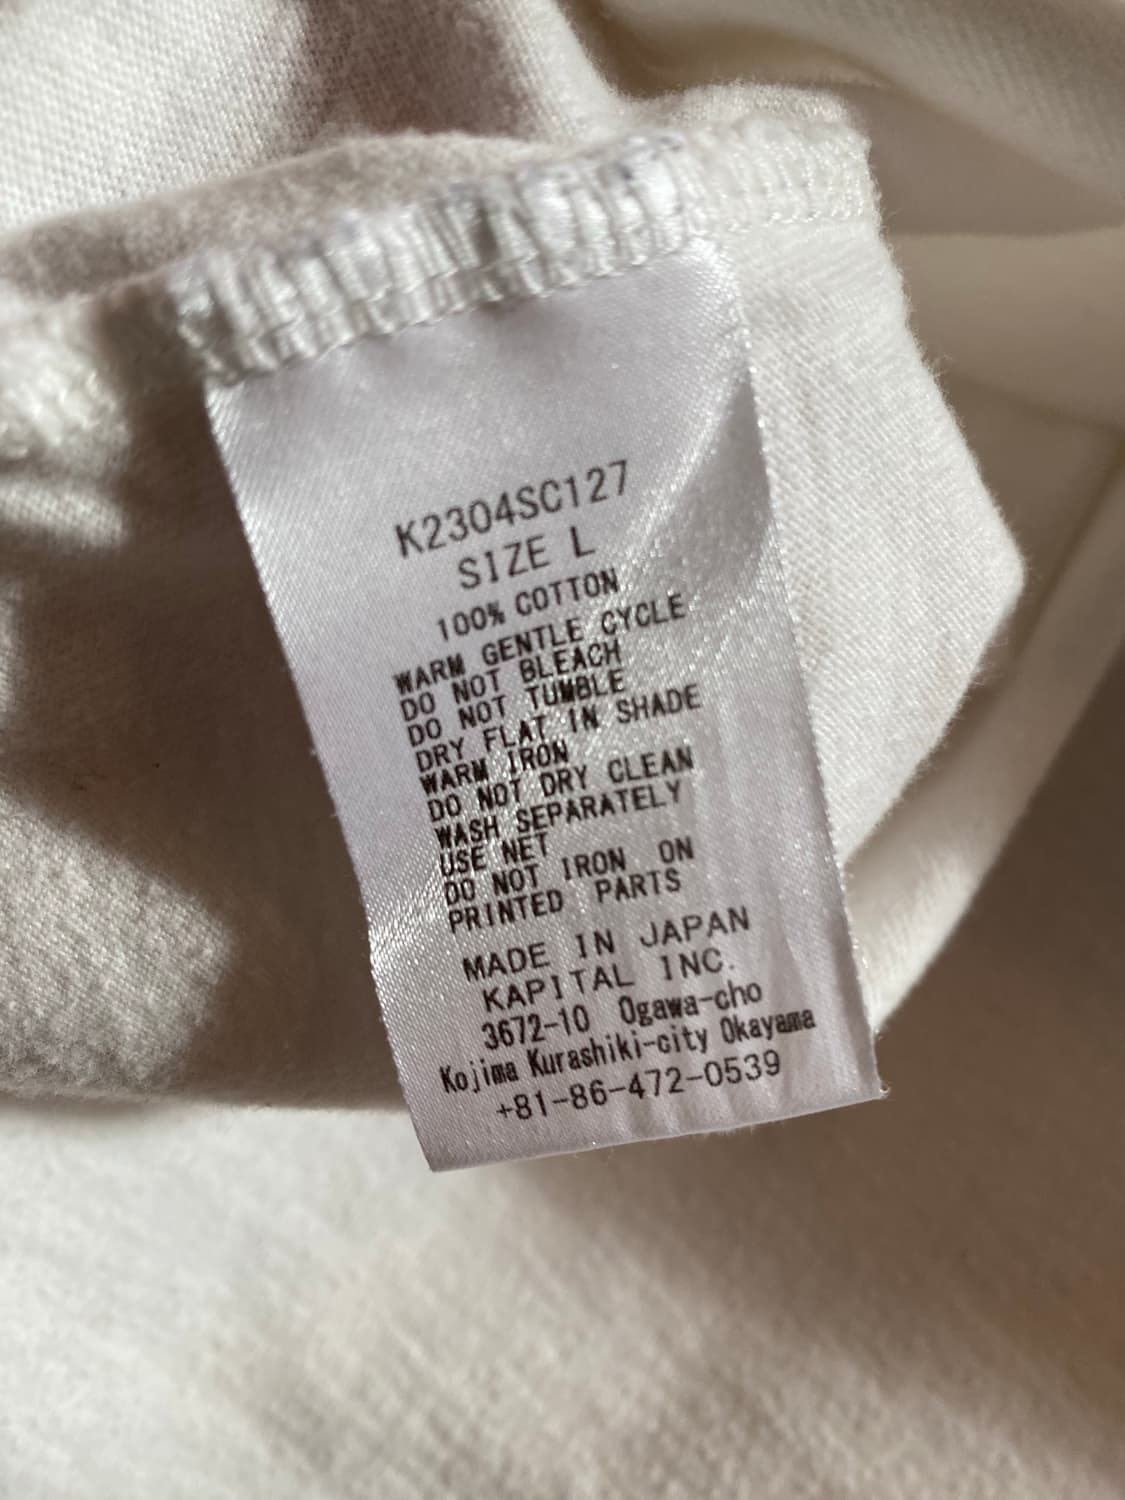 K2304SC127
SIZE L
100% COTTON
WARM GENTLE CYCLE
DO NOT BLEACH
DO NOT TUMBLE
DRY FLAT IN SHADE
WARM IRON
DO NOT DRY CLEAN
WASH SEPARATELY
USE NET
DO NOT IRON ON
PRINTED PARTS
MADE IN JAPAN
KAPITAL INC.
3672-10 Ogawa-cho
Kojima Kurashiki-city Okayama
+81-86-472-0539